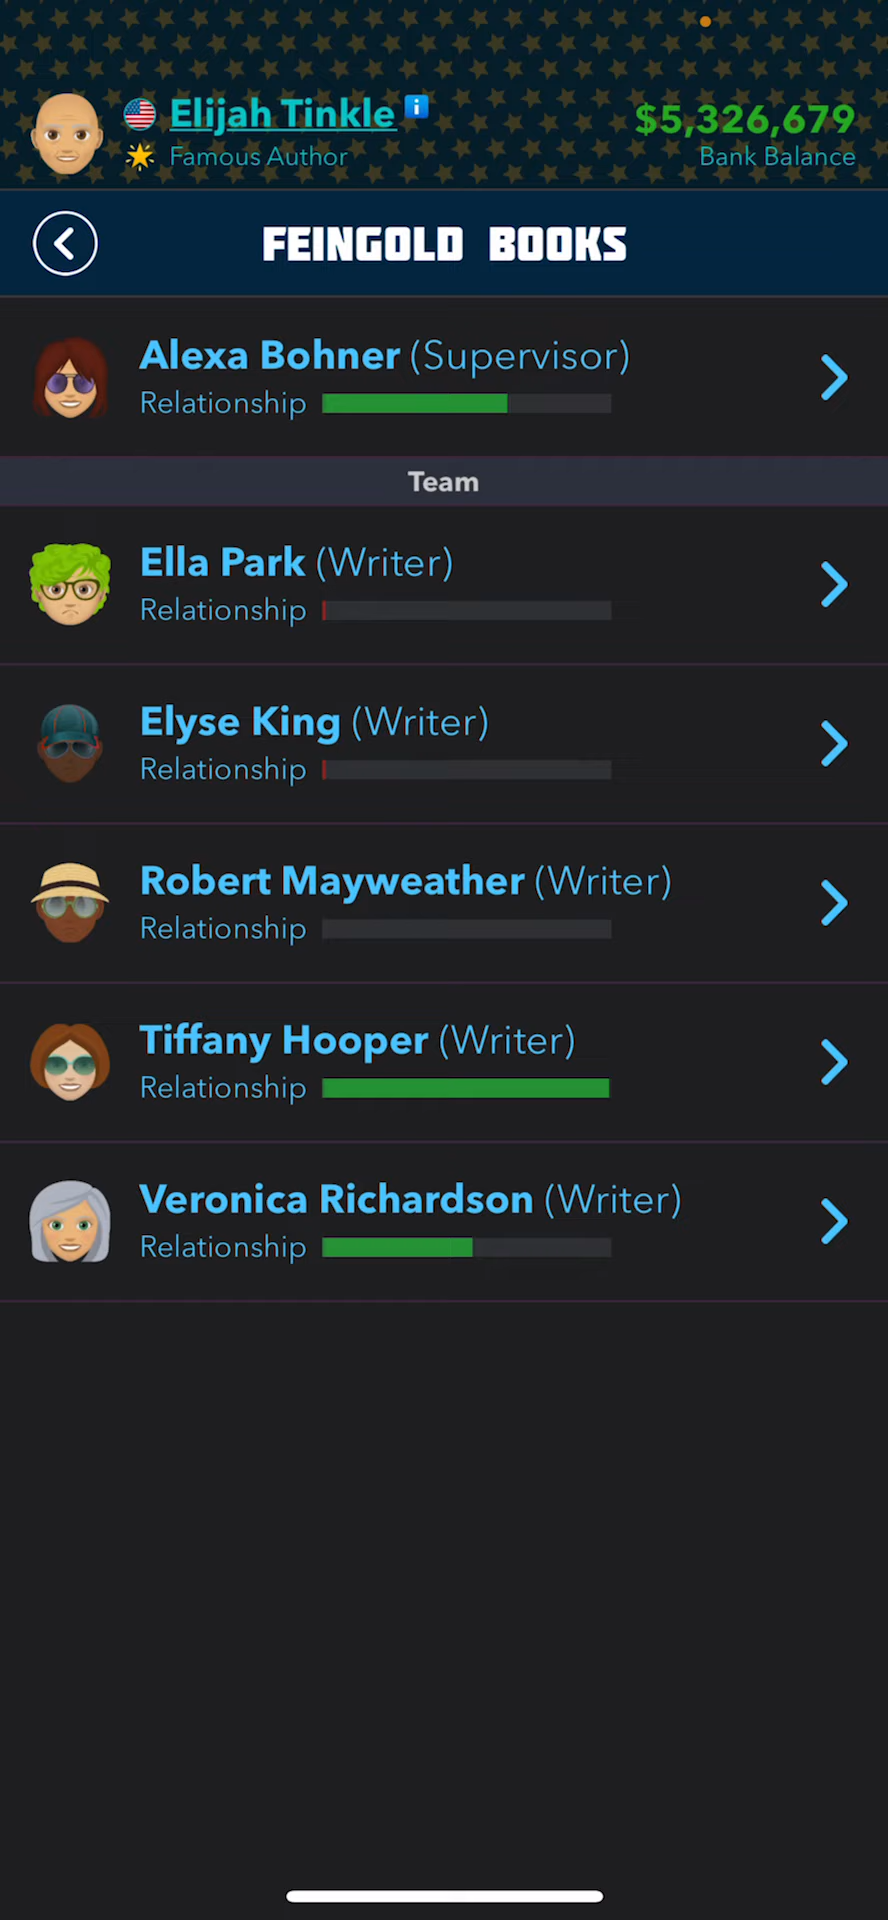 Elijah Tinkle i
Famous Author
$5,326,679
Bank Balance
FEINGOLD BOOKS
Alexa Bohner (Supervisor)
Relationship
Team
Ella Park (Writer)
Relationship
Elyse King (Writer)
Relationship
Robert Mayweather (Writer)
Relationship
Tiffany Hooper (Writer)
Relationship
Veronica Richardson (Writer)
Relationship